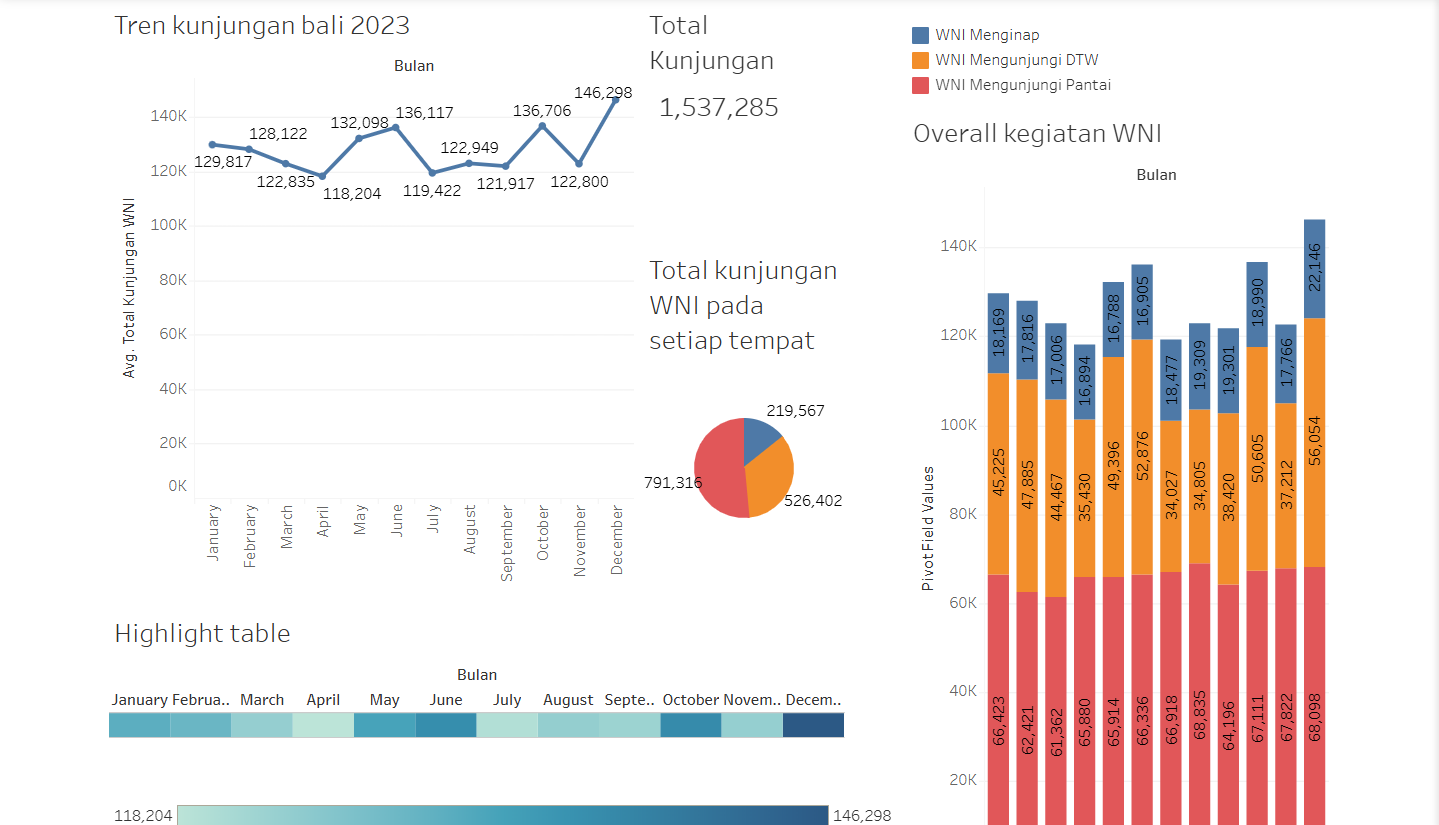 Tren kunjungan bali 2023
Bulan
Avg. Total Kunjungan WNI
140K
120K
100K
80K
60K
40K
20K
0K
129,817
128,122
122,835
118,204
132,098
136,117
119,422
122,949
121,917
136,706
122,800
146,298
January
February
March
April
May
June
July
August
September
October
November
December
Total
Kunjungan
1,537,285
Total kunjungan
WNI pada
setiap tempat
219,567
791,316
526,402
WNI Menginap
WNI Mengunjungi DTW
WNI Mengunjungi Pantai
Overall kegiatan WNI
Bulan
Pivot Field Values
140K
120K
100K
80K
60K
40K
20K
18,169
17,816
17,006
16,894
16,788
16,905
18,477
19,309
19,301
18,990
17,766
22,146
45,225
47,885
44,467
35,430
49,396
52,876
34,027
34,805
38,420
50,605
37,212
56,054
66,423
62,421
61,362
65,880
65,914
66,336
66,918
68,835
64,196
67,111
67,822
68,098
Highlight table
Bulan
January Februa.. March April May June July August Septe.. October Novem.. Decem..
118,204 146,298